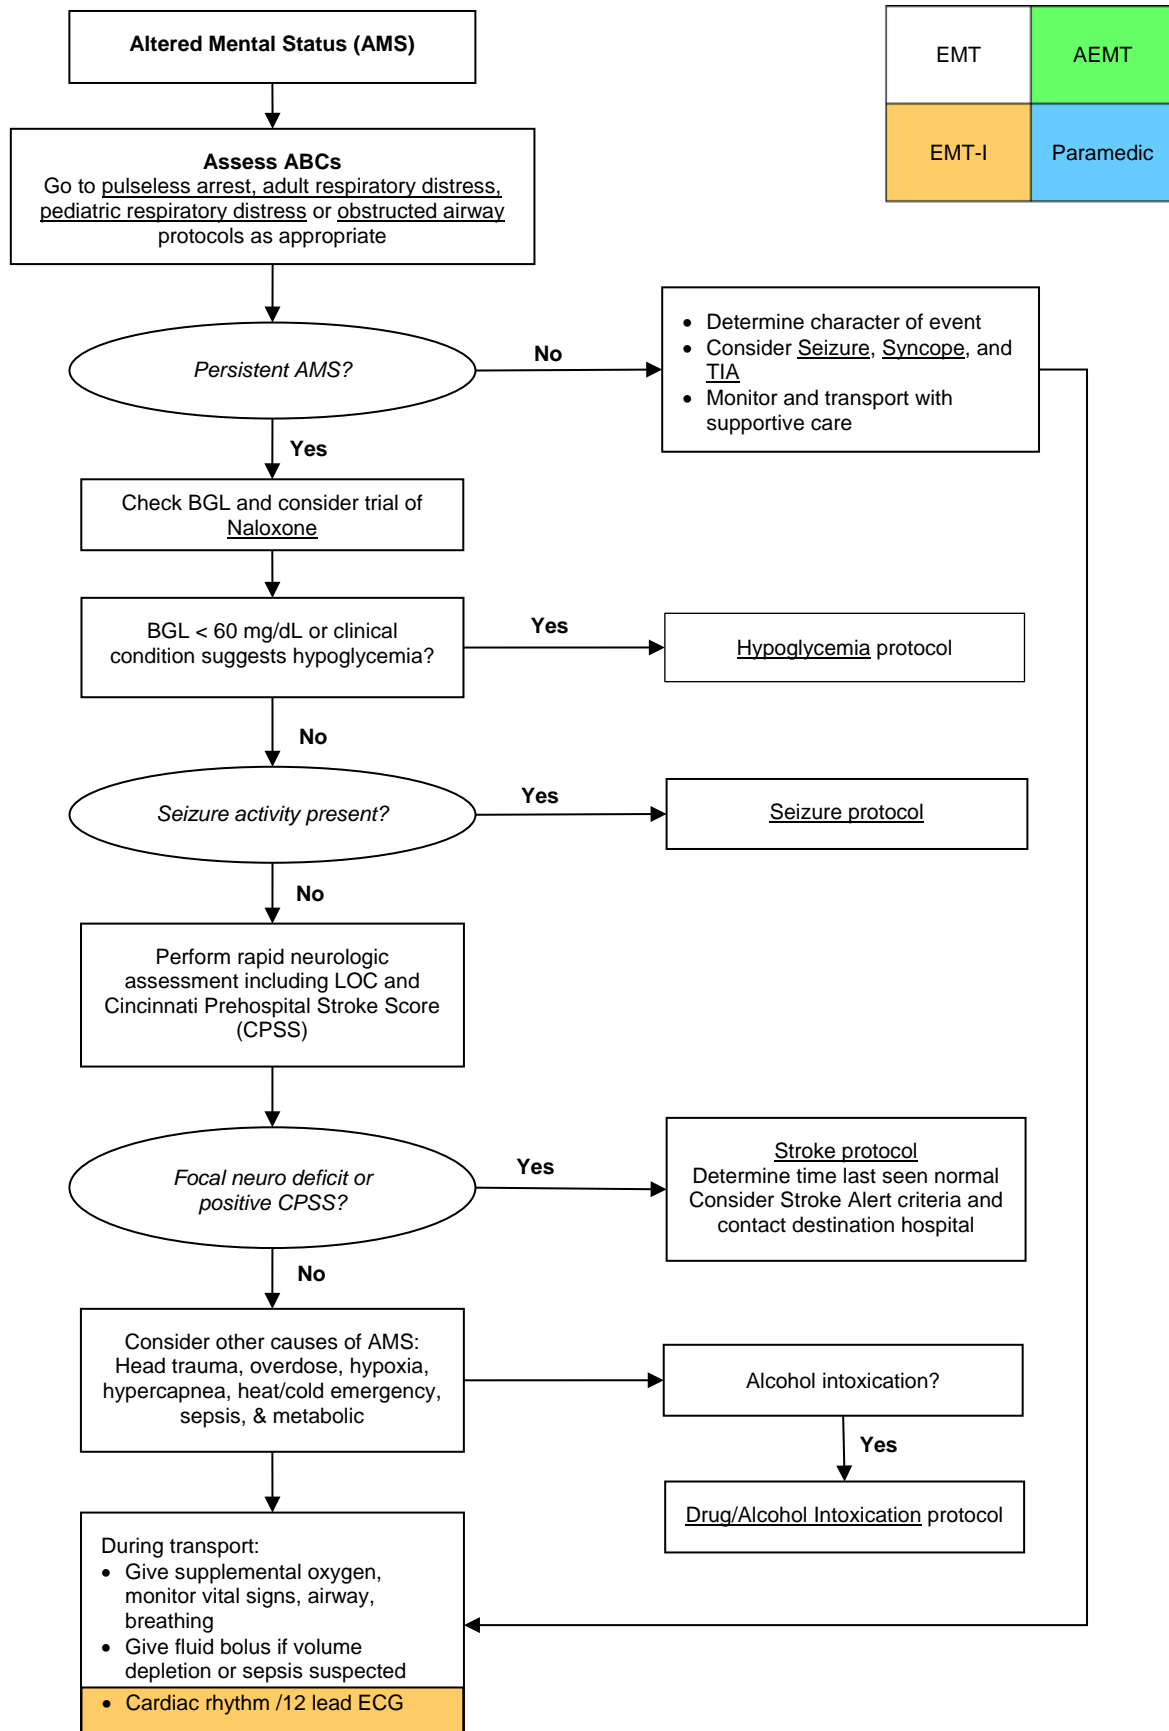 Altered Mental Status (AMS)
EMT
AEMT
EMT-I
Paramedic
Assess ABCs
Go to pulseless arrest, adult respiratory distress,
pediatric respiratory distress or obstructed airway
protocols as appropriate
Persistent AMS?
No
• Determine character of event
• Consider Seizure, Syncope, and
TIA
• Monitor and transport with
supportive care
Yes
Check BGL and consider trial of
Naloxone
BGL < 60 mg/dL or clinical
condition suggests hypoglycemia?
Yes
Hypoglycemia protocol
No
Seizure activity present?
Yes
Seizure protocol
No
Perform rapid neurologic
assessment including LOC and
Cincinnati Prehospital Stroke Score
(CPSS)
Focal neuro deficit or
positive CPSS?
Yes
Stroke protocol
Determine time last seen normal
Consider Stroke Alert criteria and
contact destination hospital
No
Consider other causes of AMS:
Head trauma, overdose, hypoxia,
hypercapnea, heat/cold emergency,
sepsis, & metabolic
Alcohol intoxication?
Yes
Drug/Alcohol Intoxication protocol
During transport:
• Give supplemental oxygen,
monitor vital signs, airway,
breathing
• Give fluid bolus if volume
depletion or sepsis suspected
• Cardiac rhythm /12 lead ECG